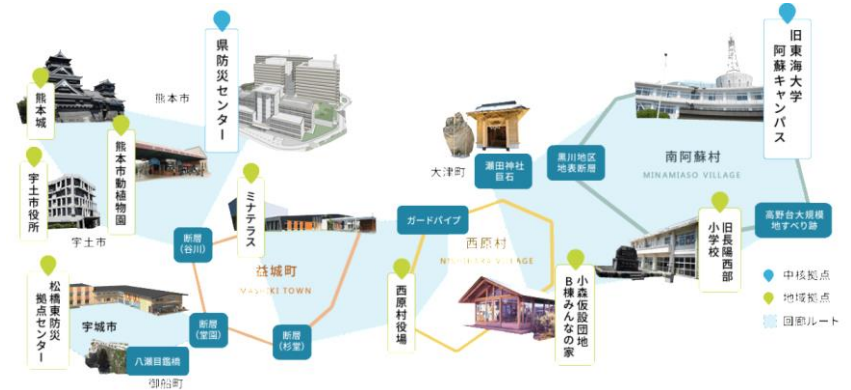 熊本城
熊本市
県防災センター
熊本市動植物園
宇土市役所
宇土市
松橋東防災
拠点センター
宇城市
八瀬目鑑橋
御船町
断層
(谷川)
断層
(堂園)
断層
(杉堂)
ミナテラス
益城町
MASHIKI TOWN
大津町
瀬田神社
巨石
ガードパイプ
西原村
NISHIHARA VILLAGE
西原村役場
小森仮設団地
B棟みんなの家
黒川地区
地表断層
旧東海大学
阿蘇キャンパス
南阿蘇村
MINAMIASO VILLAGE
高野台大規模
地すべり跡
旧長陽西部
小学校
中核拠点
地域拠点
回廊ルート